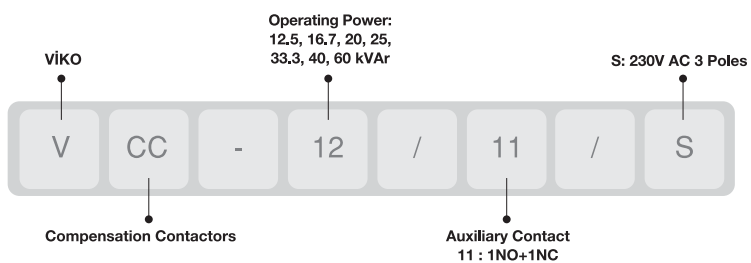 Operating Power:
12.5, 16.7, 20, 25,
33.3, 40, 60 kVAr
VİKO
S: 230V AC 3 Poles
V CC - 12 / 11 / S
Compensation Contactors
Auxiliary Contact
11 : 1NO+1NC